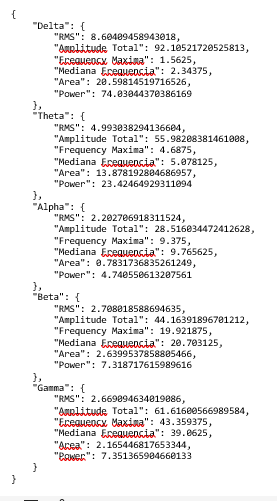 {
"Delta": {
"RMS": 8.60409458943018,
"Amplitude Total": 92.10521720525813,
"Frequency Maxima": 1.5625,
"Mediana Frequencia": 2.34375,
"Area": 20.59814519716526,
"Power": 74.03044370386169
},
"Theta": {
"RMS": 4.993038294136604,
"Amplitude Total": 55.98208381461008,
"Frequency Maxima": 4.6875,
"Mediana Frequencia": 5.078125,
"Area": 13.878192804686957,
"Power": 23.42464929311094
},
"Alpha": {
"RMS": 2.202706918311524,
"Amplitude Total": 28.516034472412628,
"Frequency Maxima": 9.375,
"Mediana Frequencia": 9.765625,
"Area": 0.7831736835261249,
"Power": 4.740550613207561
},
"Beta": {
"RMS": 2.708018588694635,
"Amplitude Total": 44.16391896701212,
"Frequency Maxima": 19.921875,
"Mediana Frequencia": 20.703125,
"Area": 2.6399537858805466,
"Power": 7.318717615989616
},
"Gamma": {
"RMS": 2.669094634019086,
"Amplitude Total": 61.61600566989584,
"Frequency Maxima": 43.359375,
"Mediana Frequencia": 39.0625,
"Area": 2.165446817653344,
"Power": 7.351365904660133
}
}